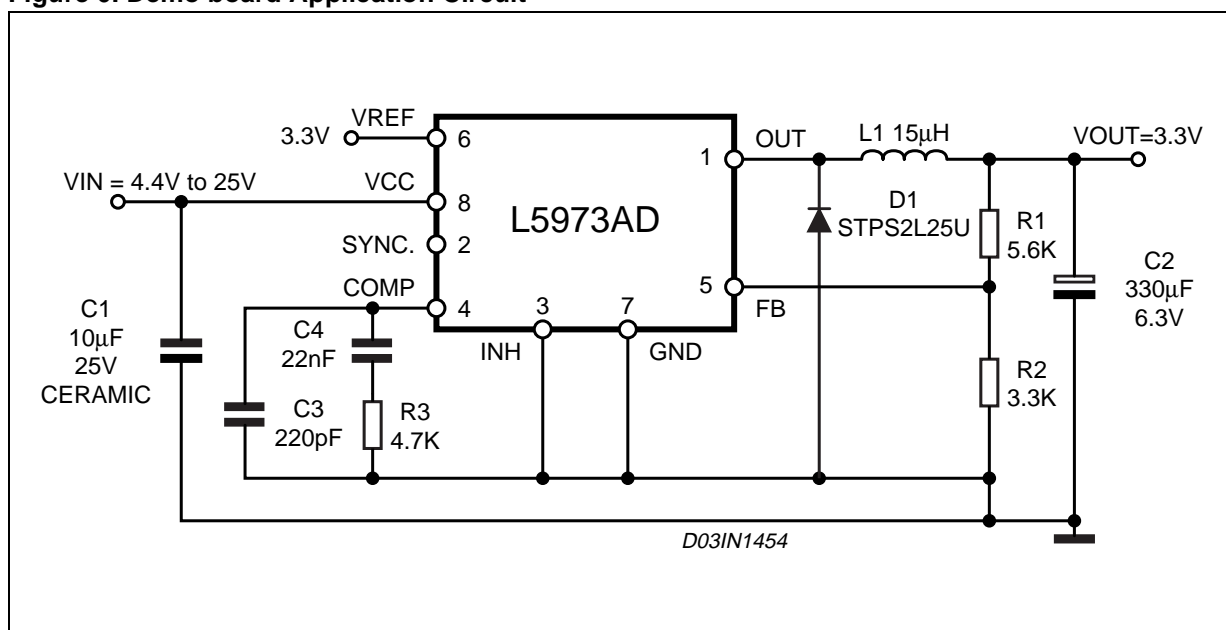 Figure 6. Demo board Application Circuit
VREF
3.3V
6
VIN = 4.4V to 25V
VCC
8
SYNC.
2
COMP
4
L5973AD
3
7
INH
GND
1
OUT
5
FB
L1 15μH
VOUT=3.3V
D1
STPS2L25U
R1
5.6K
C2
330μF
6.3V
R2
3.3K
C1
10μF
25V
CERAMIC
C4
22nF
C3
220pF
R3
4.7K
D03IN1454